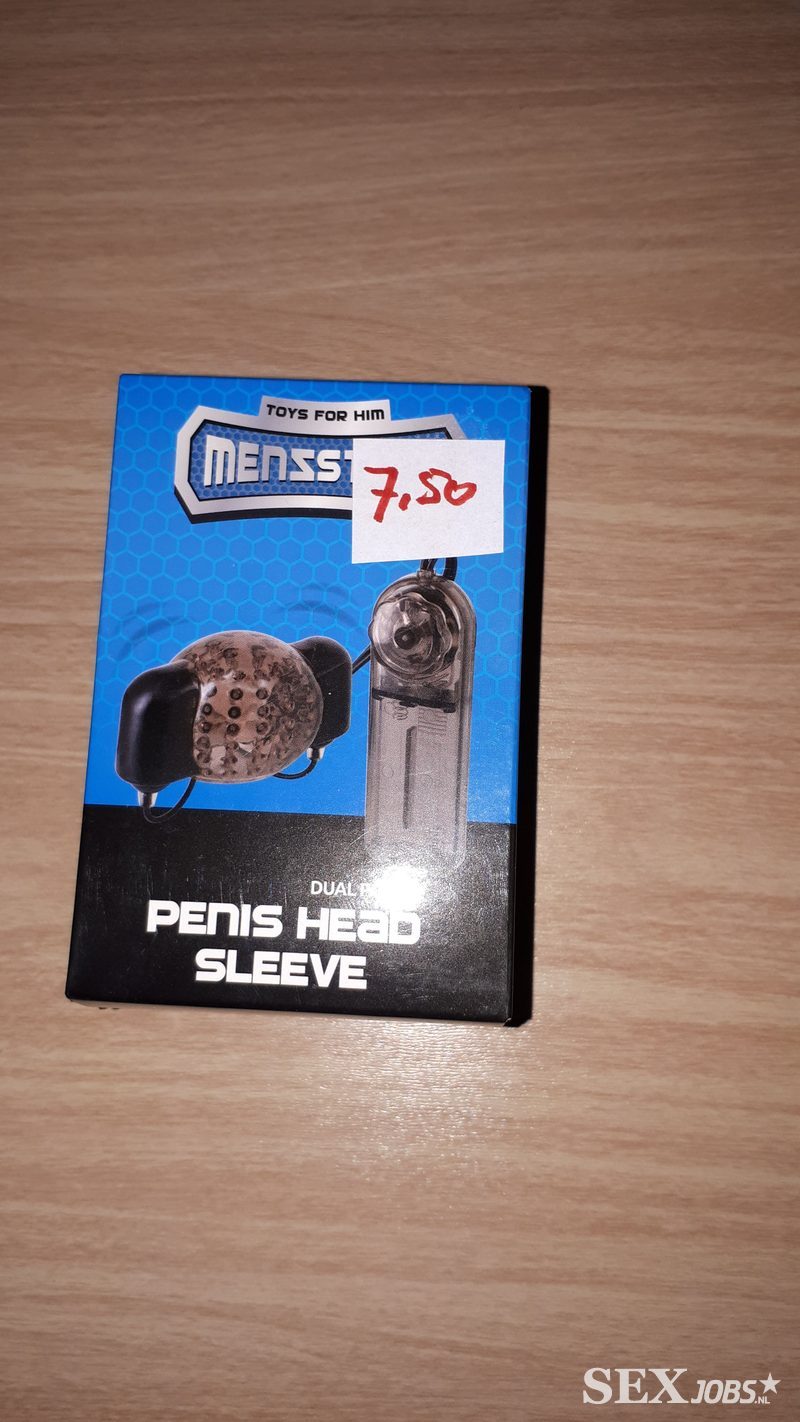 TOYS FOR HIM
7,50
DUAL
PENIS HEAD
SLEEVE
SEX JOBS.NL